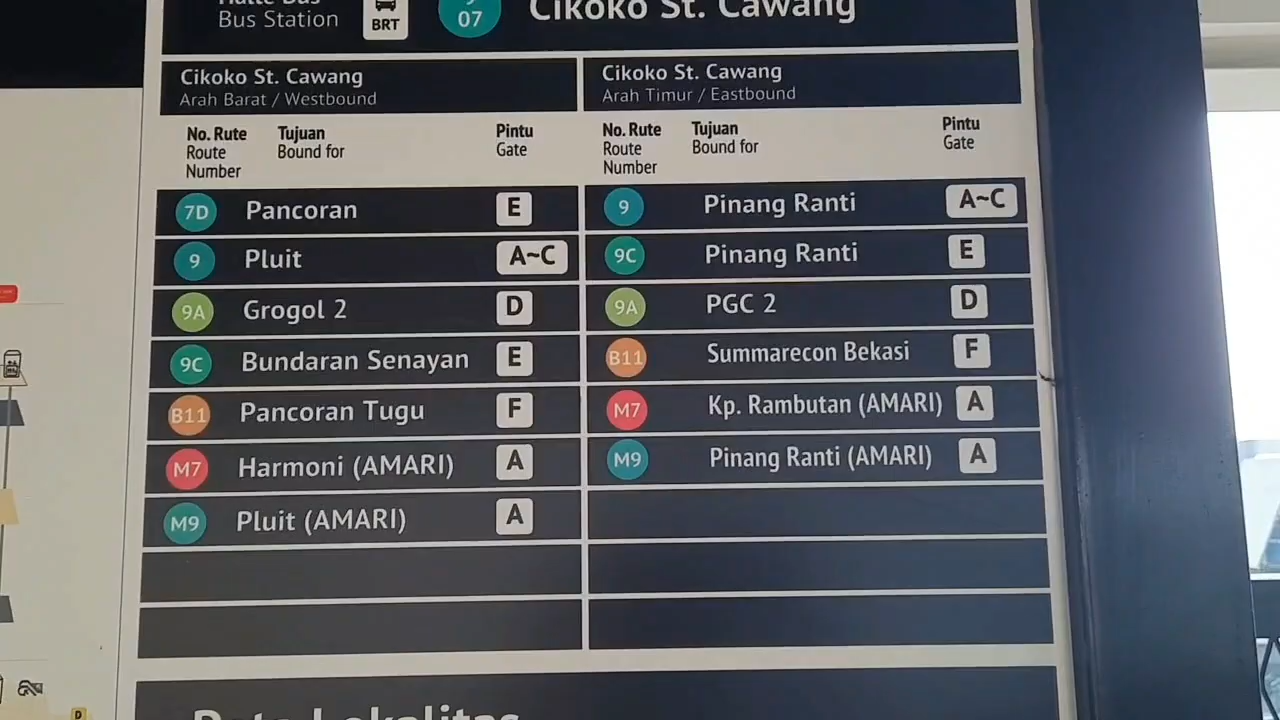 Bus Station
BRT
07
Cikoko St. Cawang
Cikoko St. Cawang
Arah Barat / Westbound
No. Rute Tujuan Pintu
Route Bound for Gate
Number
7D Pancoran E
9 Pluit A~C
9A Grogol 2 D
9C Bundaran Senayan E
B11 Pancoran Tugu F
M7 Harmoni (AMARI) A
M9 Pluit (AMARI) A
Cikoko St. Cawang
Arah Timur / Eastbound
No. Rute Tujuan Pintu
Route Bound for Gate
Number
9 Pinang Ranti A~C
9C Pinang Ranti E
9A PGC 2 D
B11 Summarecon Bekasi F
M7 Kp. Rambutan (AMARI) A
M9 Pinang Ranti (AMARI) A
Lokalitas
D